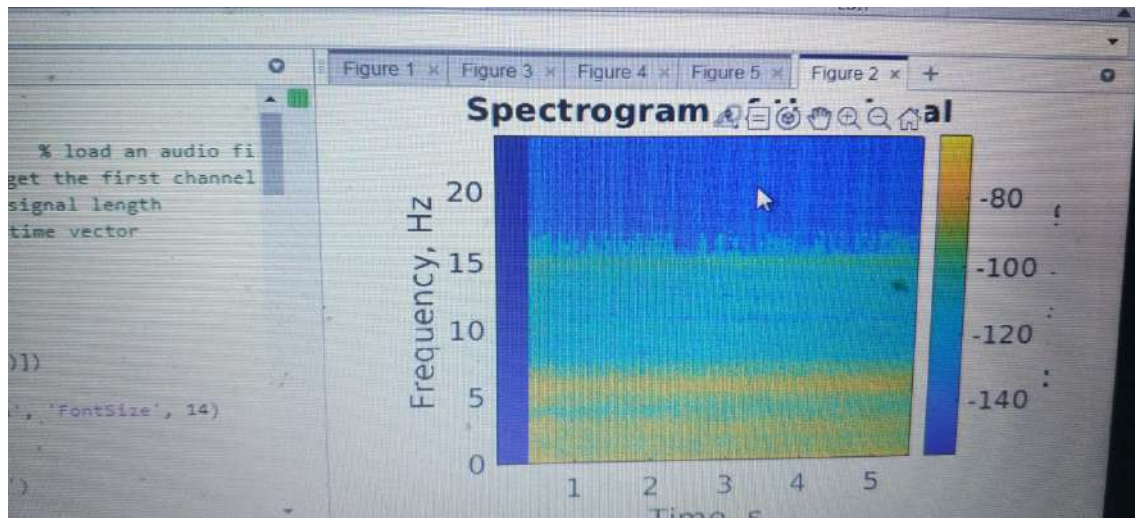 Figure 1 × Figure 3 × Figure 4 × Figure 5 × Figure 2 × +
% load an audio fi
get the first channel
signal length
time vector
)])
', 'FontSize', 14)
')
Spectrogram al
Frequency, Hz
20
15
10
5
0
1 2 3 4 5
Time, s
-80
-100
-120
-140